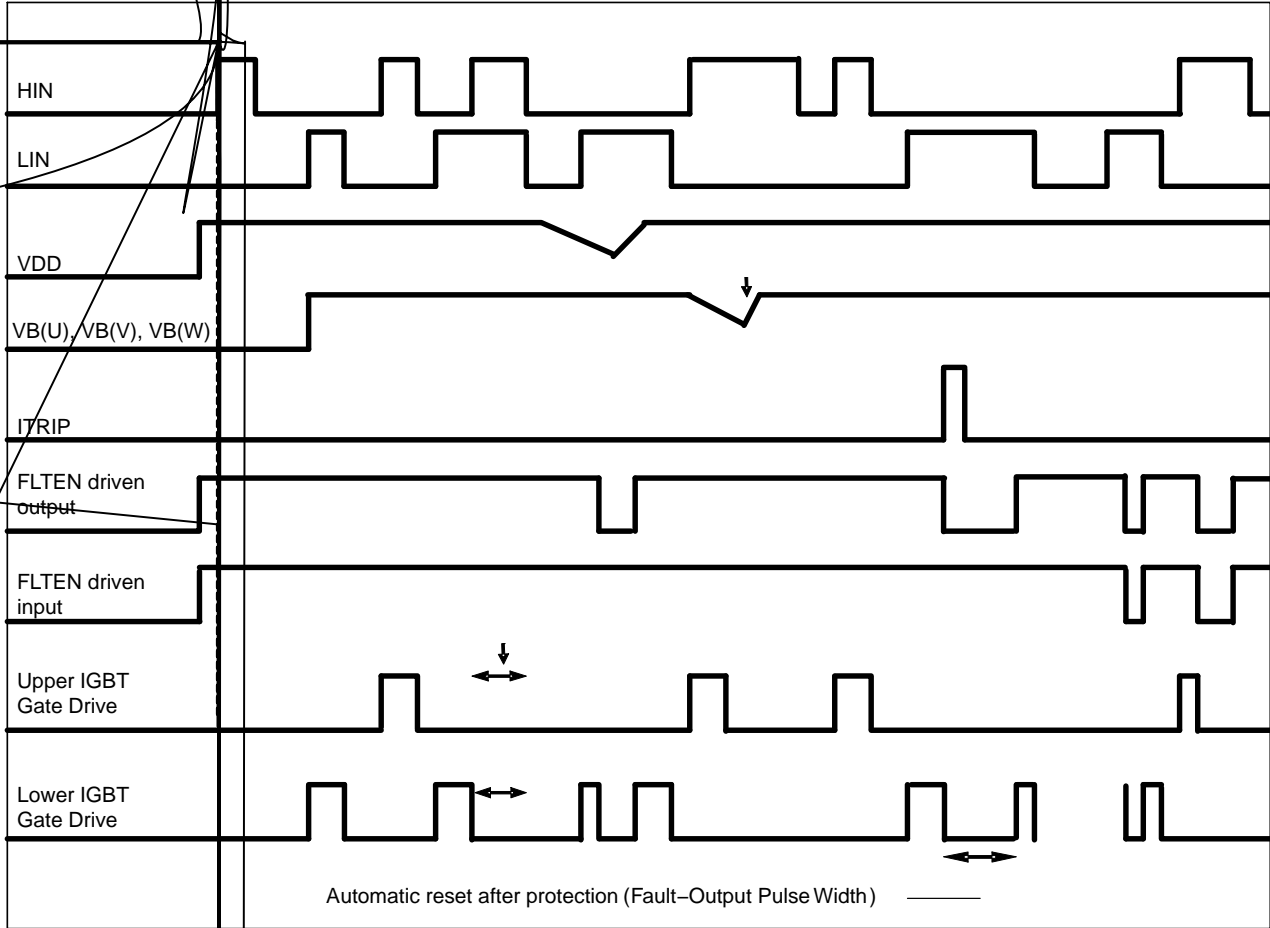 HIN
LIN
VDD
VB(U), VB(V), VB(W)
ITRIP
FLTEN driven
output
FLTEN driven
input
Upper IGBT
Gate Drive
Lower IGBT
Gate Drive
Automatic reset after protection (Fault−Output Pulse Width)